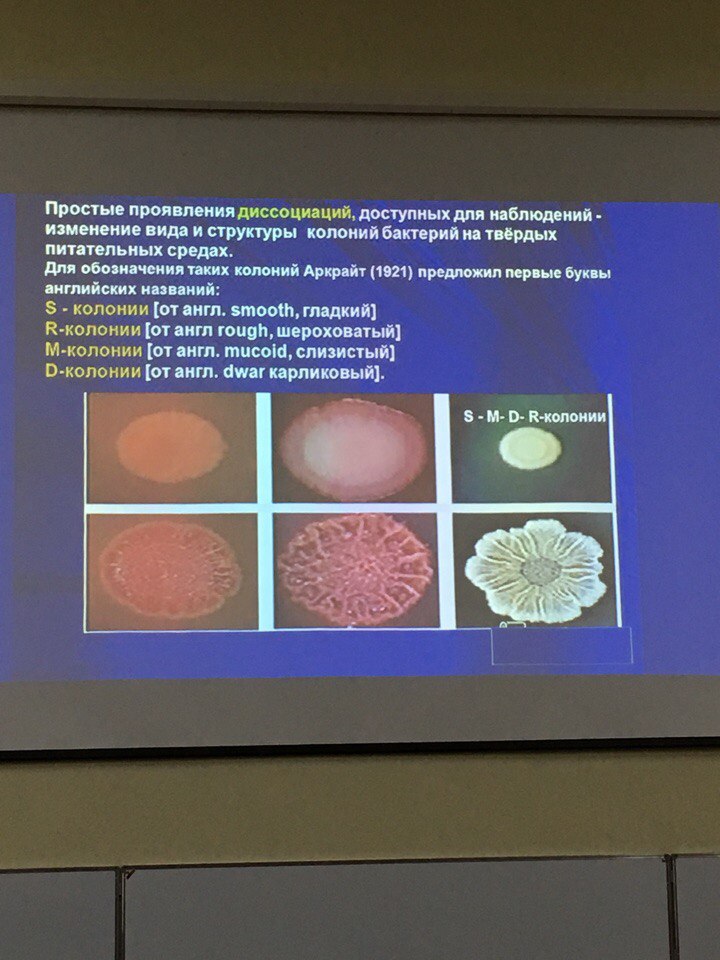 Простые проявления диссоциаций, доступных для наблюдений -
изменение вида и структуры колоний бактерий на твёрдых
питательных средах.
Для обозначения таких колоний Аркрайт (1921) предложил первые буквы
английских названий:
S - колонии [от англ. smooth, гладкий]
R-колонии [от англ rough, шероховатый]
M-колонии [от англ. mucoid, слизистый]
D-колонии [от англ. dwar карликовый].
S - M- D- R-колонии